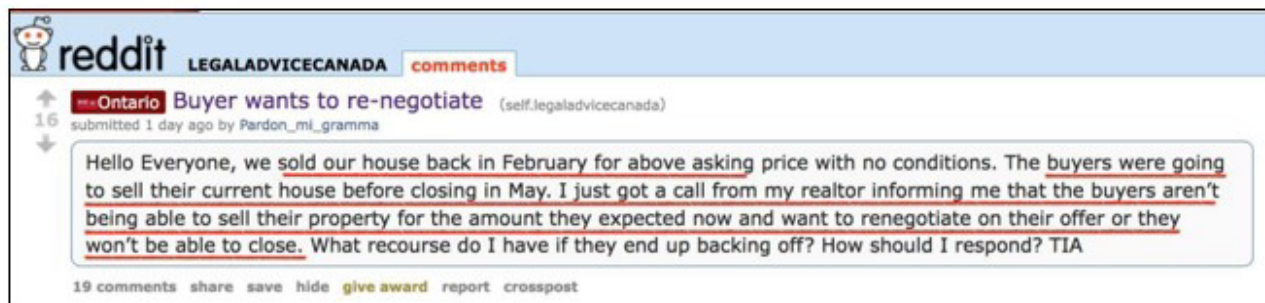 reddit LEGALADVICECANADA comments
Ontario Buyer wants to re-negotiate (self.legaladvicecanada)
16
submitted 1 day ago by Pardon_mi_gramma
Hello Everyone, we sold our house back in February for above asking price with no conditions. The buyers were going
to sell their current house before closing in May. I just got a call from my realtor informing me that the buyers aren't
being able to sell their property for the amount they expected now and want to renegotiate on their offer or they
won't be able to close. What recourse do I have if they end up backing off? How should I respond? TIA
19 comments share save hide give award report crosspost